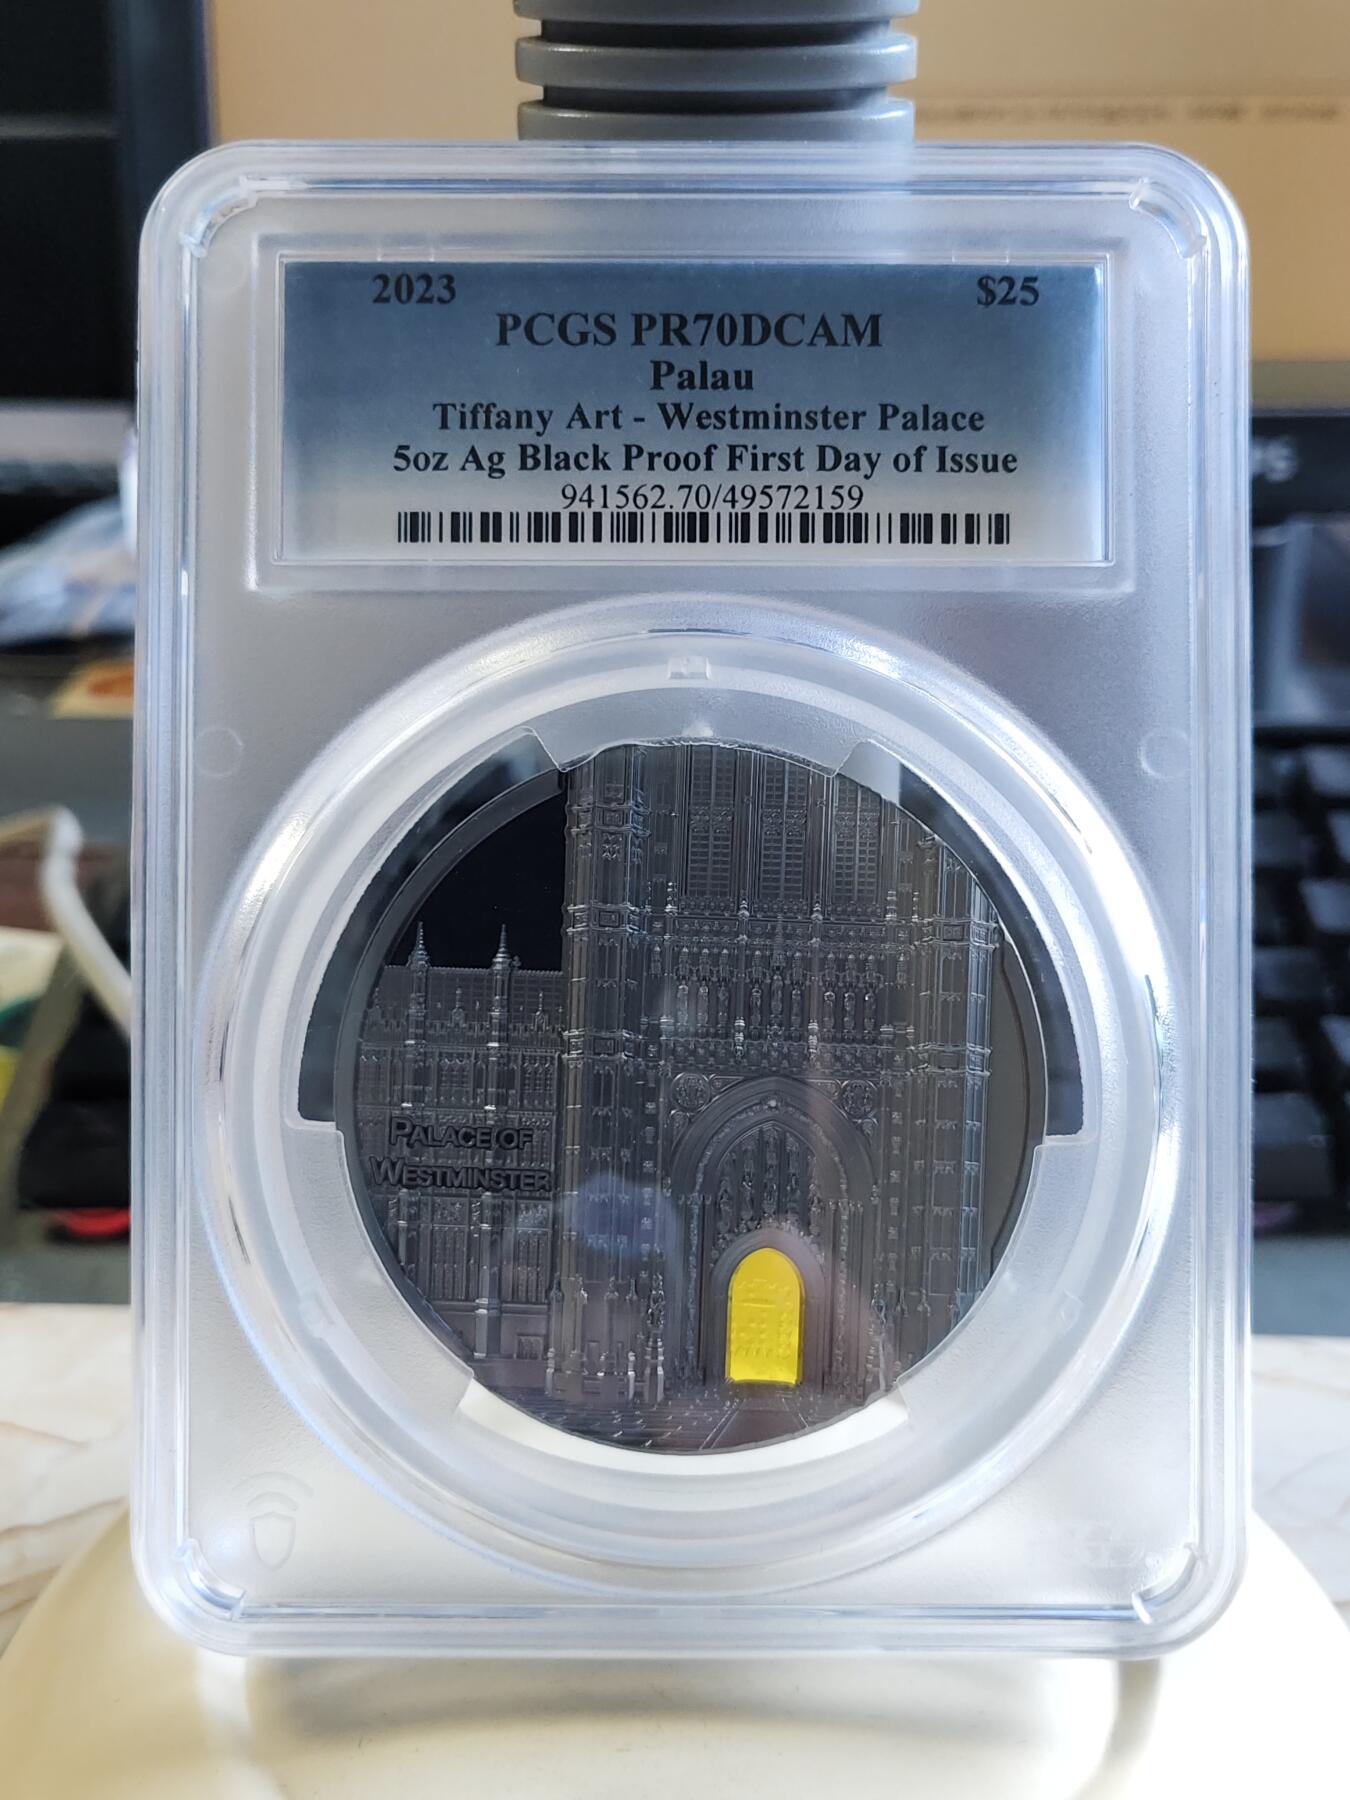 2023 $25
PCGS PR70DCAM
Palau
Tiffany Art - Westminster Palace
5oz Ag Black Proof First Day of Issue
941562.70/49572159
PALACE OF
WESTMINSTER